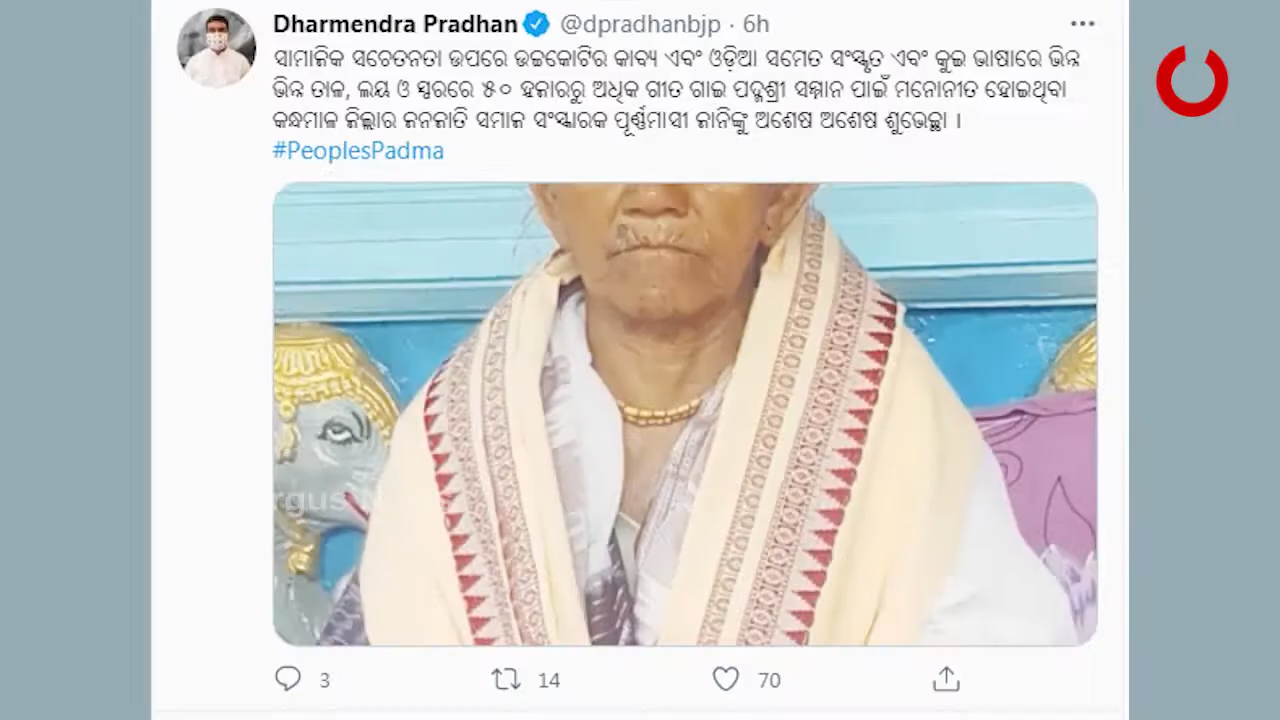 Dharmendra Pradhan @dpradhanbjp · 6h
ସାମାଜିକ ସଚେତନତା ଉପରେ ଉଚ୍ଚକୋଟିର କାବ୍ୟ ଏବଂ ଓଡ଼ିଆ ସମେତ ସଂସ୍କୃତ ଏବଂ କୁଇ ଭାଷାରେ ଭିନ୍ନ
ଭିନ୍ନ ତାଳ, ଲୟ ଓ ସ୍ୱରରେ ୫୦ ହଜାରରୁ ଅଧିକ ଗୀତ ଗାଇ ପଦ୍ମଶ୍ରୀ ସମ୍ମାନ ପାଇଁ ମନୋନୀତ ହୋଇଥିବା
କନ୍ଧମାଳ ଜିଲ୍ଲାର ଜନଜାତି ସମାଜ ସଂସ୍କାରକ ପୂର୍ଣ୍ଣମାସୀ ଜାନିଙ୍କୁ ଅଶେଷ ଅଶେଷ ଶୁଭେଚ୍ଛା ।
#PeoplesPadma
3 14 70